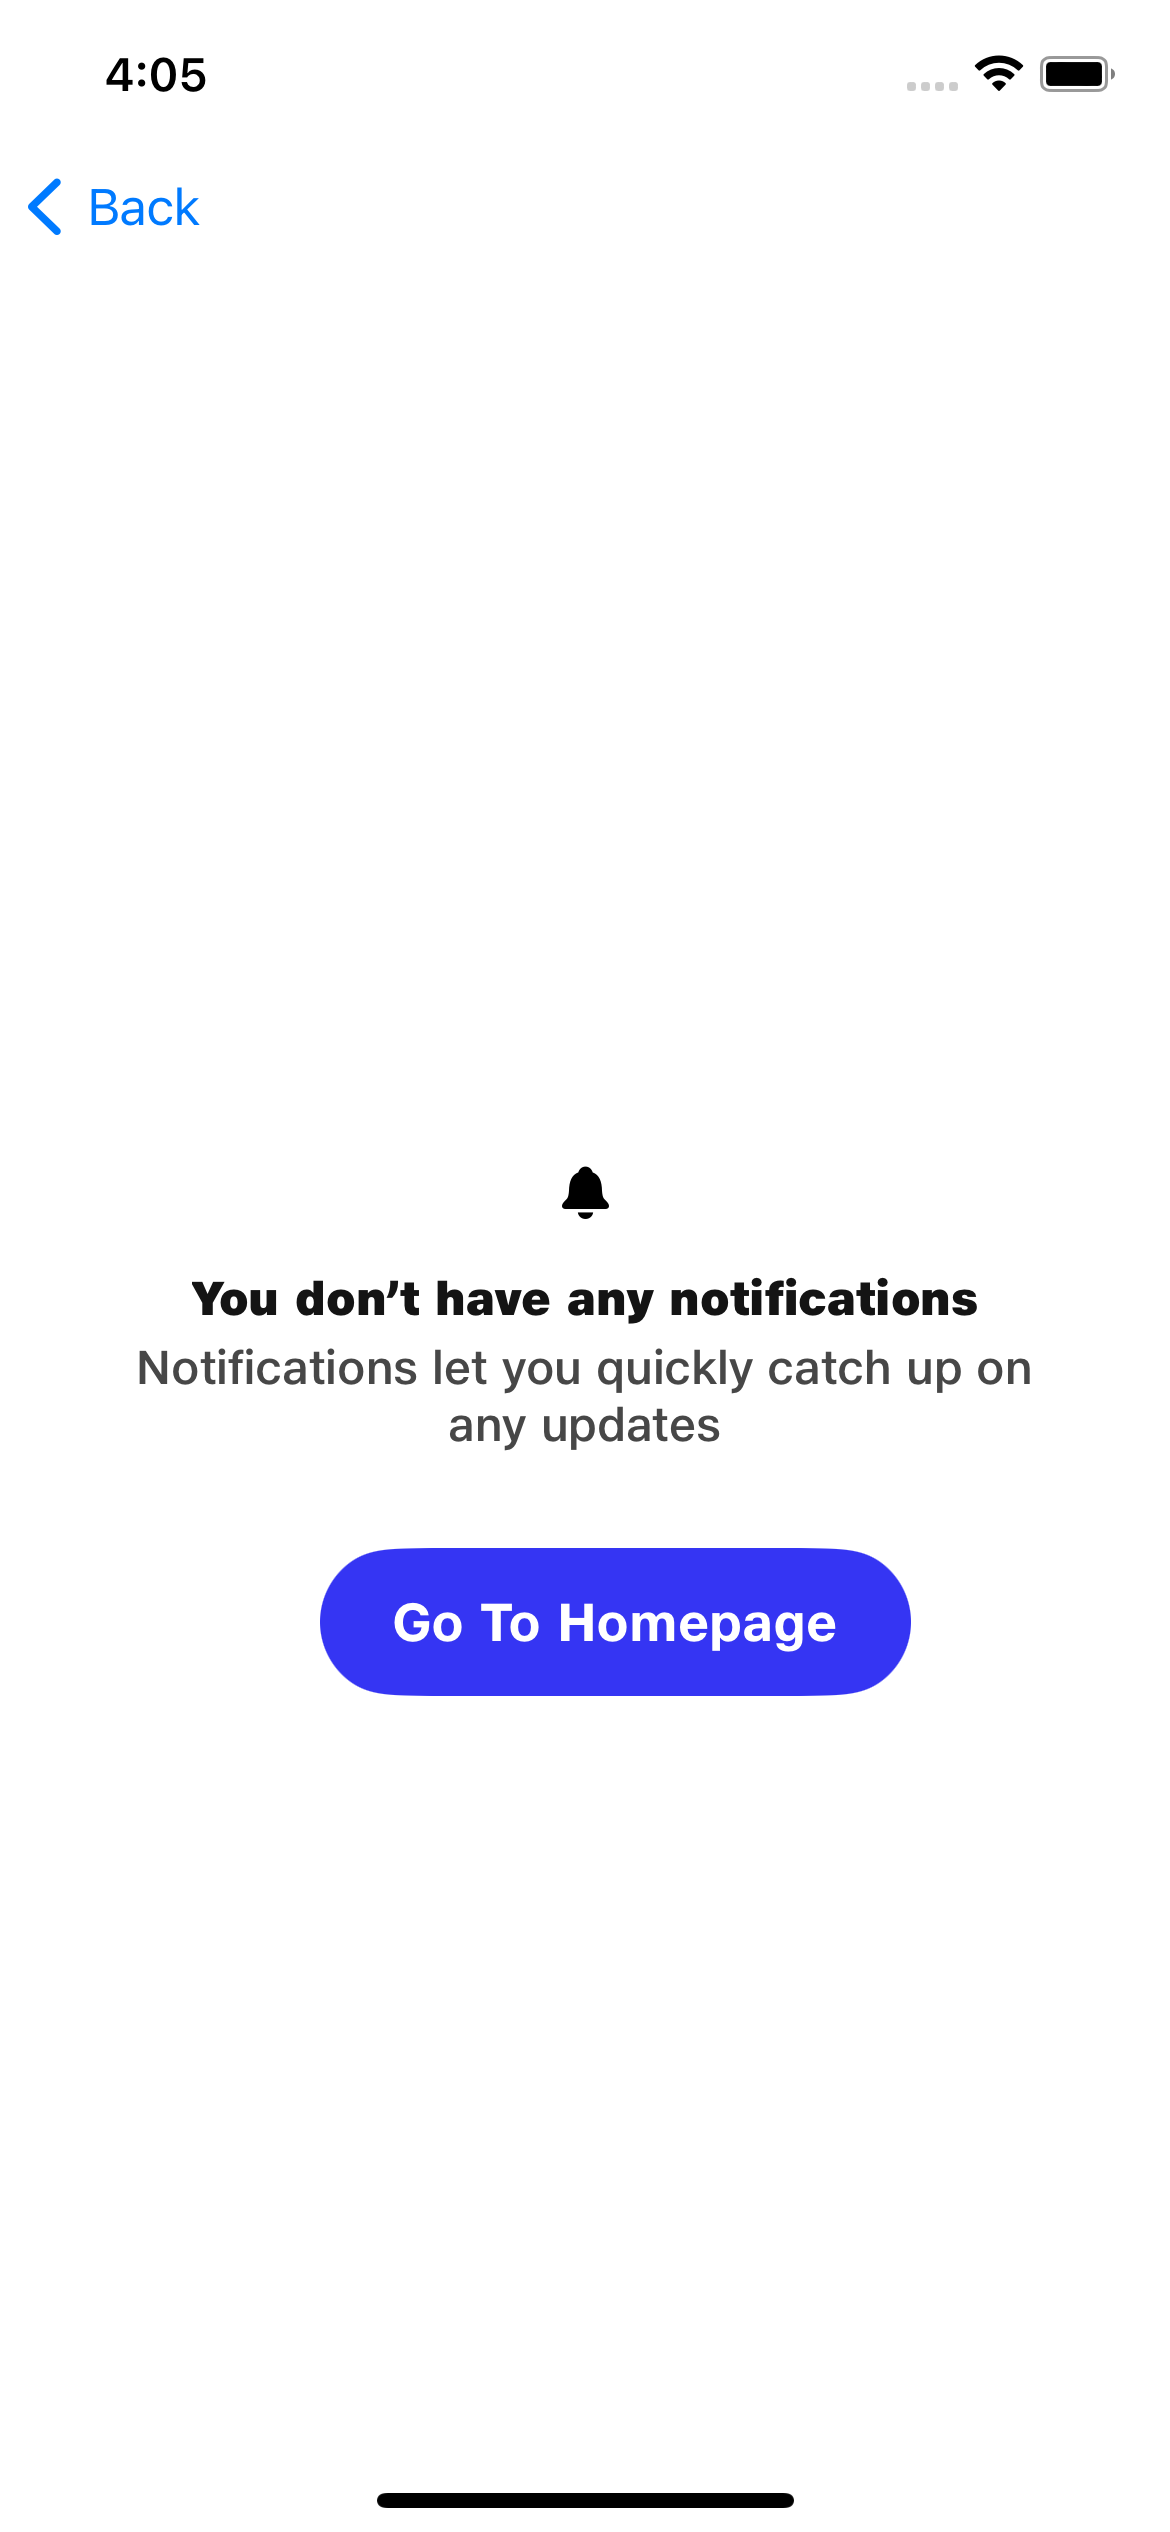 4:05
Back
You don’t have any notifications
Notifications let you quickly catch up on
any updates
Go To Homepage